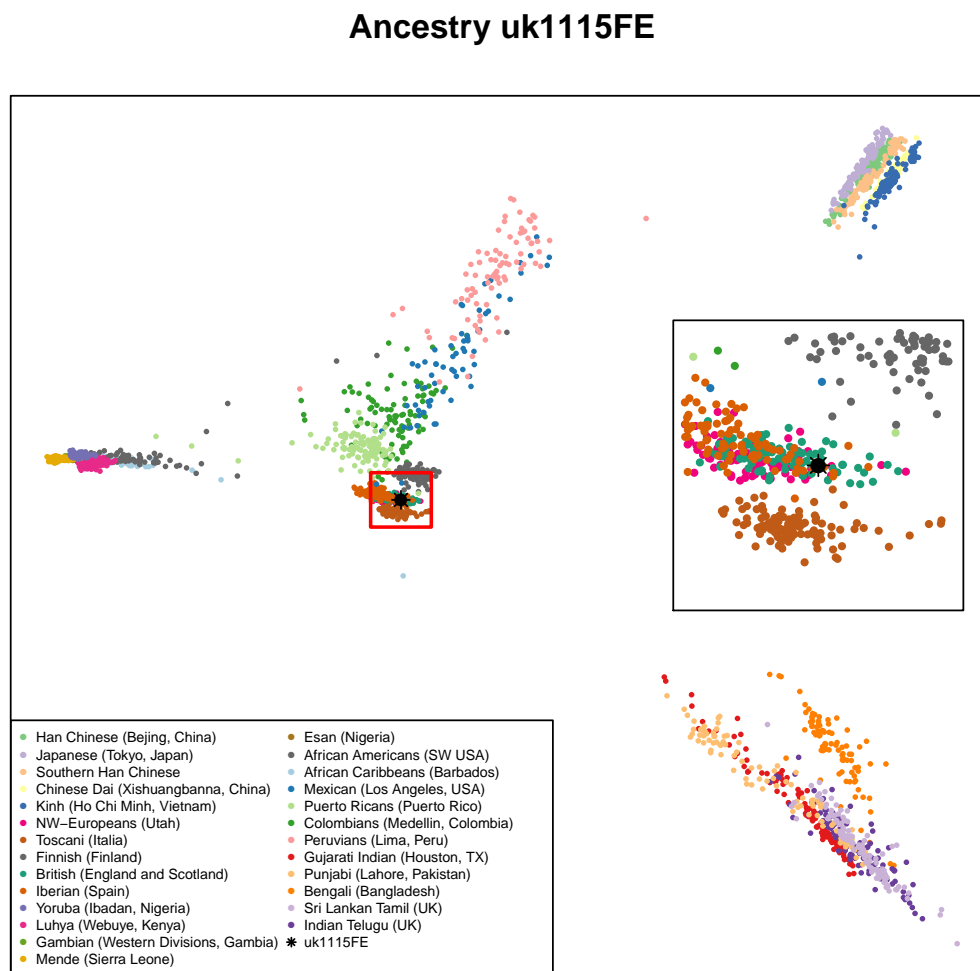 Ancestry uk1115FE
Han Chinese (Bejing, China)
Japanese (Tokyo, Japan)
Southern Han Chinese
Chinese Dai (Xishuangbanna, China)
Kinh (Ho Chi Minh, Vietnam)
NW−Europeans (Utah)
Toscani (Italia)
Finnish (Finland)
British (England and Scotland)
Iberian (Spain)
Yoruba (Ibadan, Nigeria)
Luhya (Webuye, Kenya)
Gambian (Western Divisions, Gambia)
Mende (Sierra Leone)
Esan (Nigeria)
African Americans (SW USA)
African Caribbeans (Barbados)
Mexican (Los Angeles, USA)
Puerto Ricans (Puerto Rico)
Colombians (Medellin, Colombia)
Peruvians (Lima, Peru)
Gujarati Indian (Houston, TX)
Punjabi (Lahore, Pakistan)
Bengali (Bangladesh)
Sri Lankan Tamil (UK)
Indian Telugu (UK)
uk1115FE